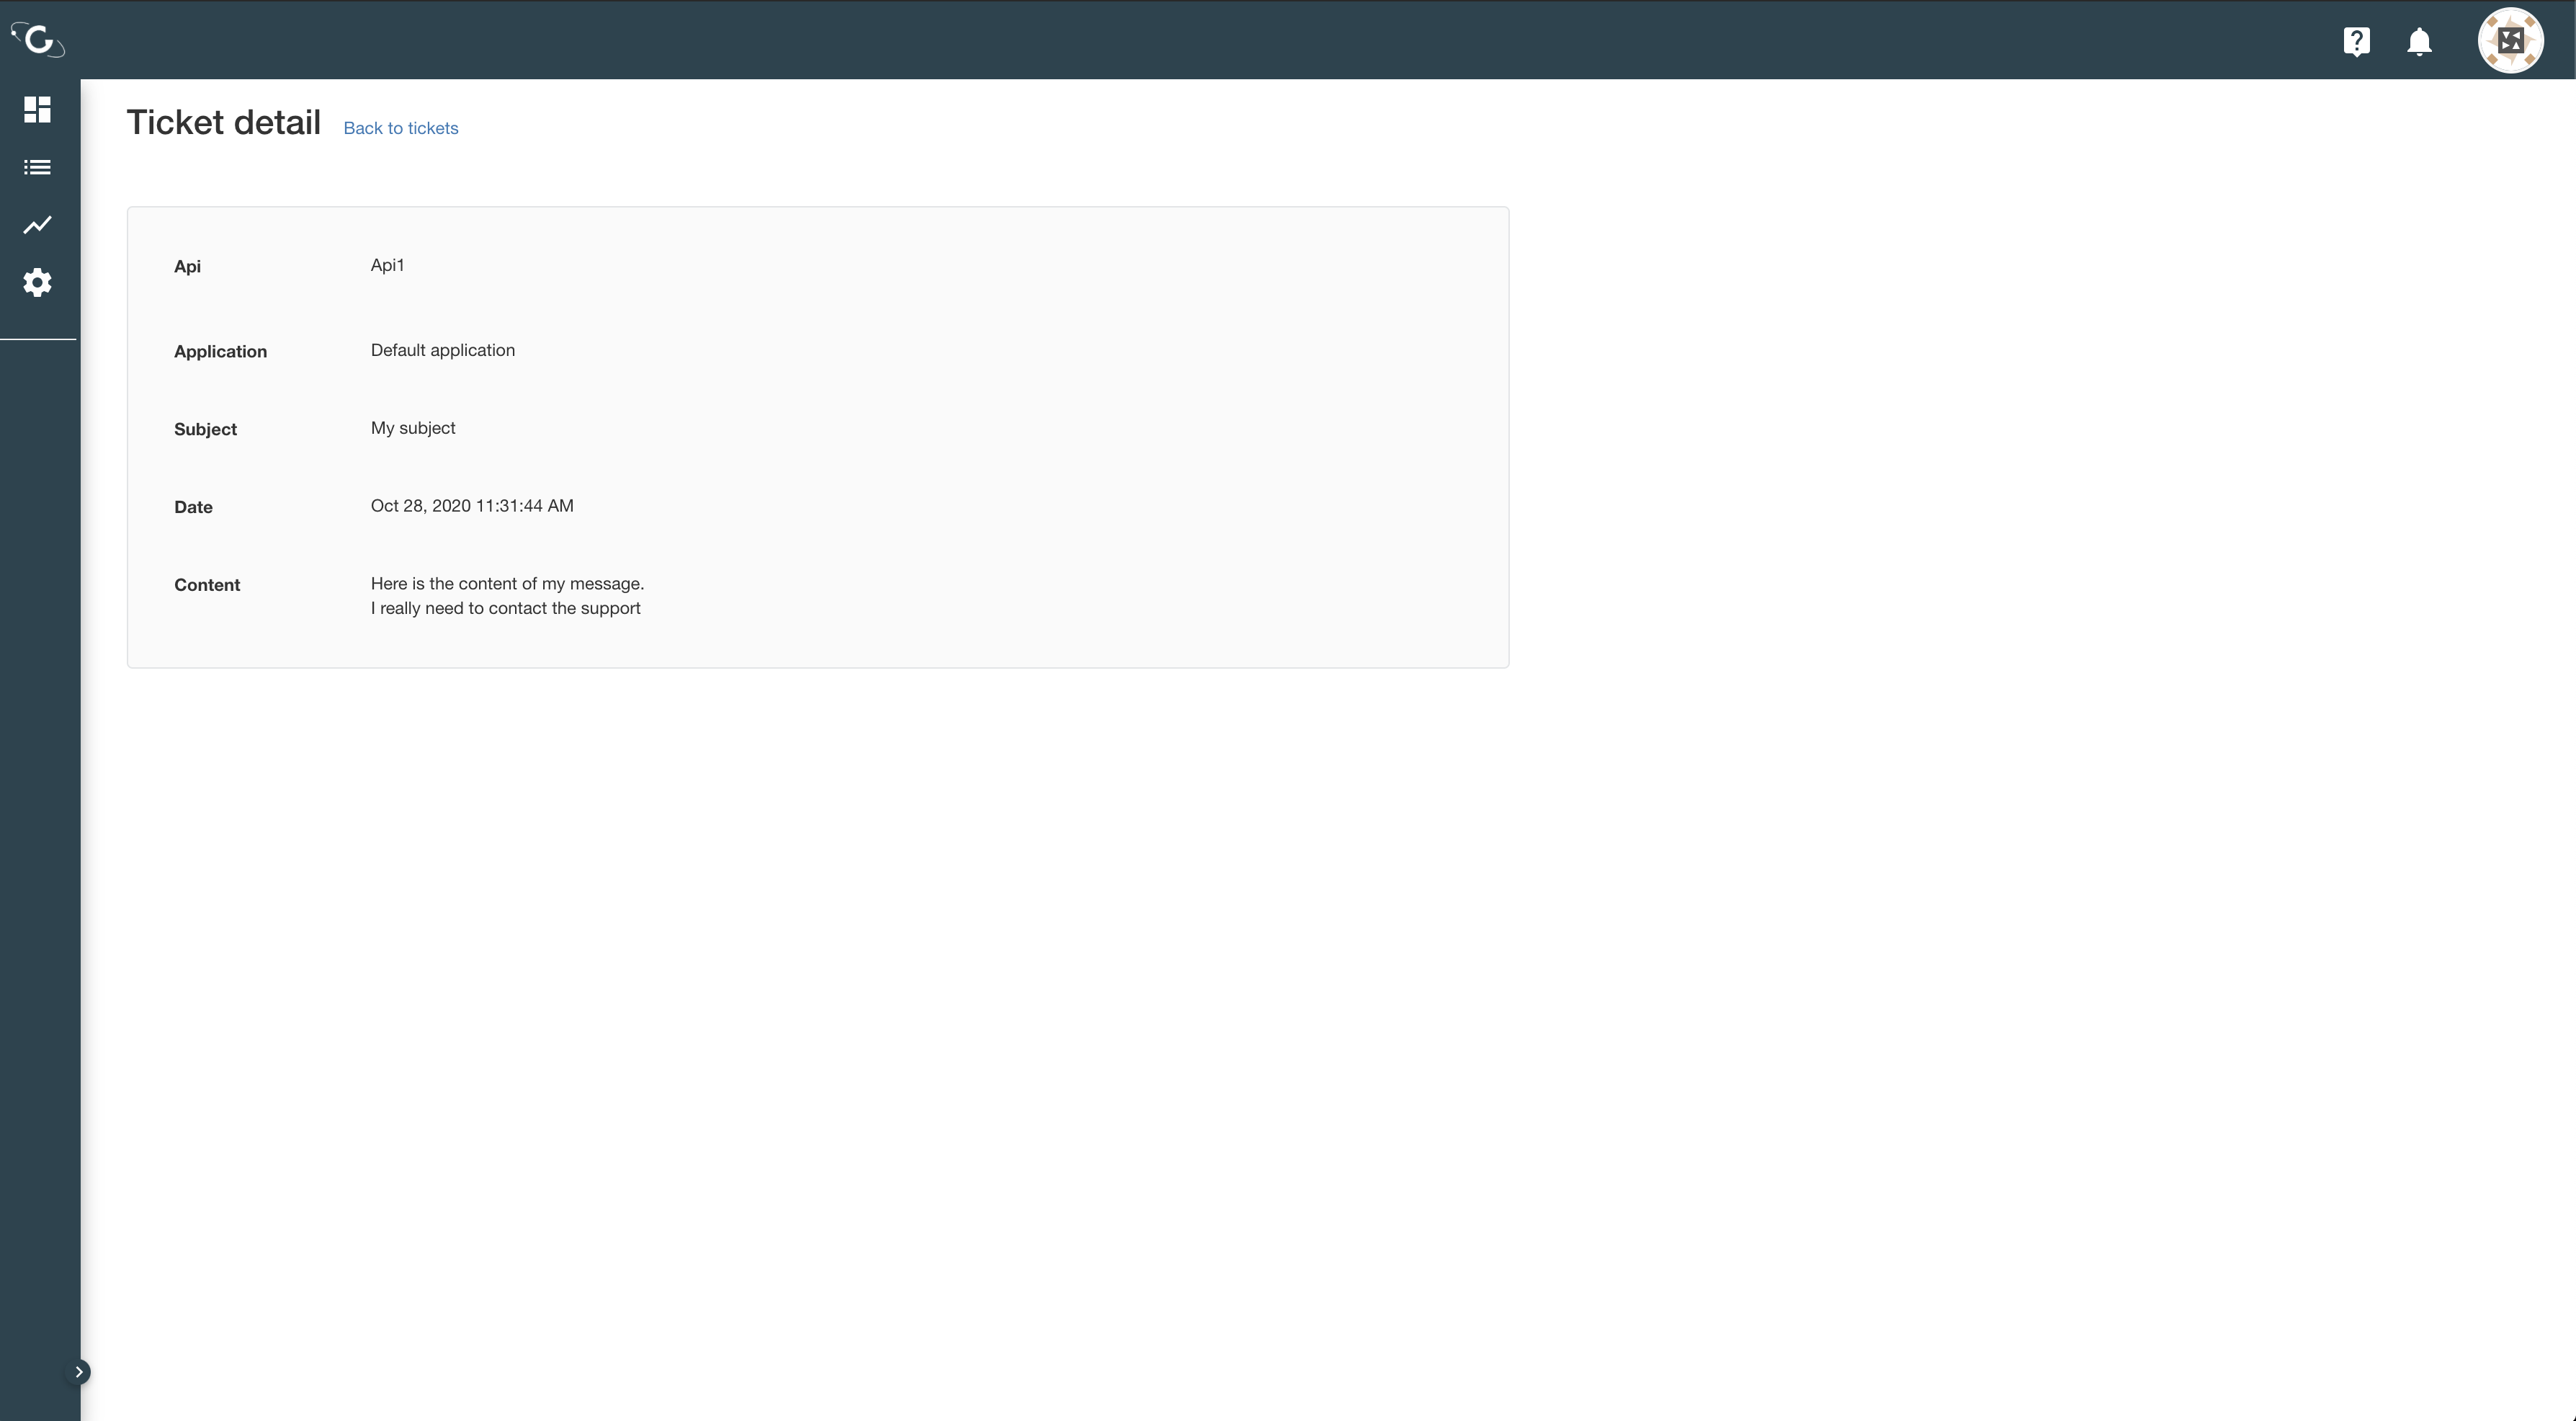 Ticket detail Back to tickets
Api Api1
Application Default application
Subject My subject
Date Oct 28, 2020 11:31:44 AM
Content Here is the content of my message.
I really need to contact the support